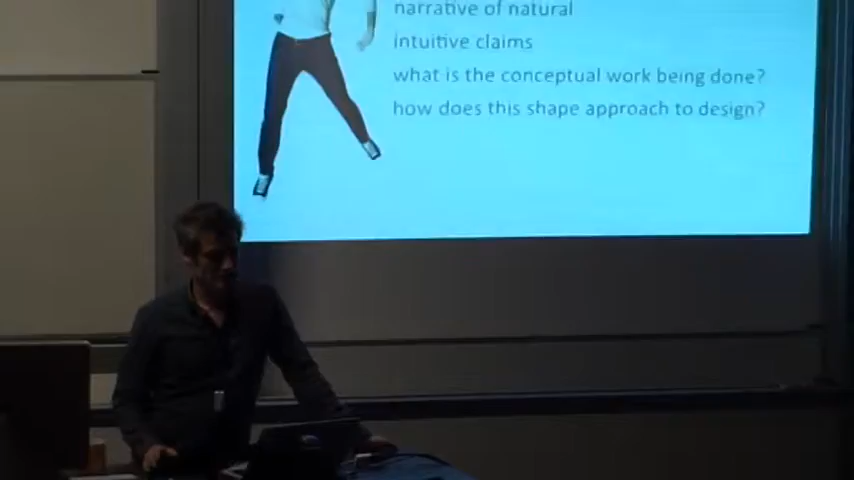 narrative of natural
intuitive claims
what is the conceptual work being done?
how does this shape approach to design?